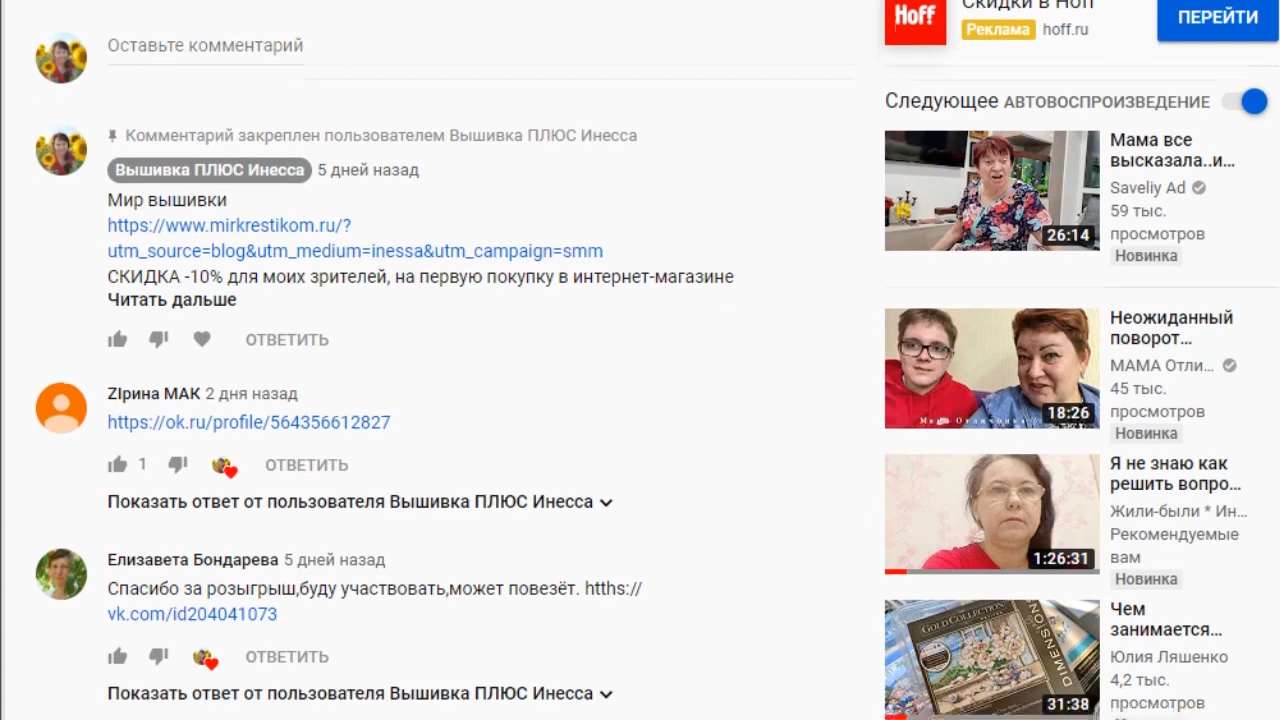 Оставьте комментарий
Комментарий закреплен пользователем Вышивка ПЛЮС Инесса
Вышивка ПЛЮС Инесса 5 дней назад
Мир вышивки
https://www.mirkrestikom.ru/?
utm_source=blog&utm_medium=inessa&utm_campaign=smm
СКИДКА -10% для моих зрителей, на первую покупку в интернет-магазине
Читать дальше
ОТВЕТИТЬ
ZIрина МАК 2 дня назад
https://ok.ru/profile/564356612827
1 ОТВЕТИТЬ
Показать ответ от пользователя Вышивка ПЛЮС Инесса
Елизавета Бондарева 5 дней назад
Спасибо за розыгрыш,буду участвовать,может повезёт. htths://
vk.com/id204041073
ОТВЕТИТЬ
Показать ответ от пользователя Вышивка ПЛЮС Инесса
Hoff
Скидки в Hoff
Реклама hoff.ru
ПЕРЕЙТИ
Следующее АВТОВОСПРОИЗВЕДЕНИЕ
26:14
Мама все
высказала..и...
Saveliy Ad
59 тыс.
просмотров
Новинка
18:26
Неожиданный
поворот...
МАМА Отли...
45 тыс.
просмотров
Новинка
1:26:31
Я не знаю как
решить вопро...
Жили-были * Ин...
Рекомендуемые
вам
Новинка
GOLD COLLECTION
DIMENSIONS
31:38
Чем
занимается...
Юлия Ляшенко
4,2 тыс.
просмотров